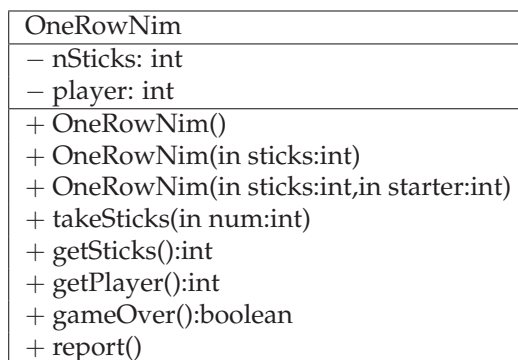 OneRowNim
− nSticks: int
− player: int
+ OneRowNim()
+ OneRowNim(in sticks:int)
+ OneRowNim(in sticks:int,in starter:int)
+ takeSticks(in num:int)
+ getSticks():int
+ getPlayer():int
+ gameOver():boolean
+ report()